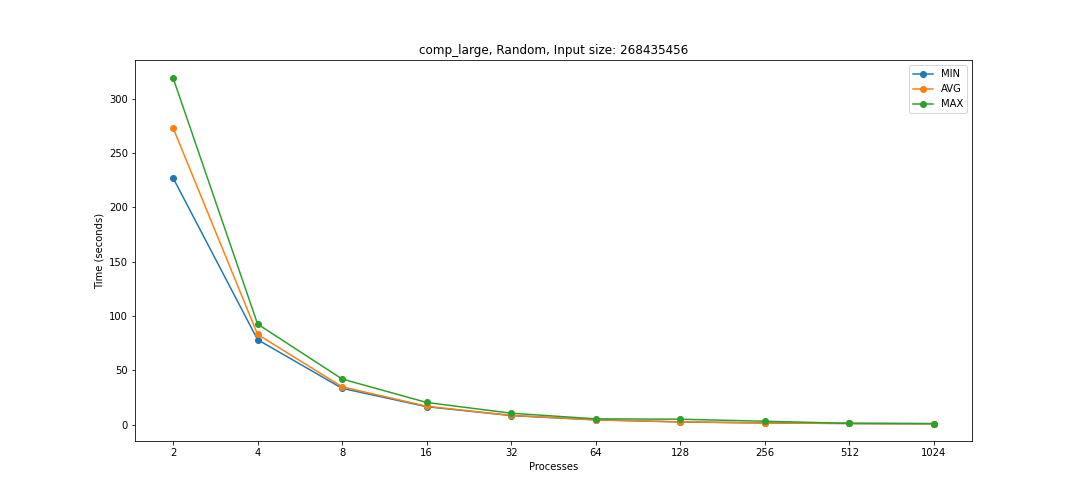 comp_large, Random, Input size: 268435456
MIN
AVG
MAX
300
250
200
150
100
50
0
Time (seconds)
2 4 8 16 32 64 128 256 512 1024
Processes